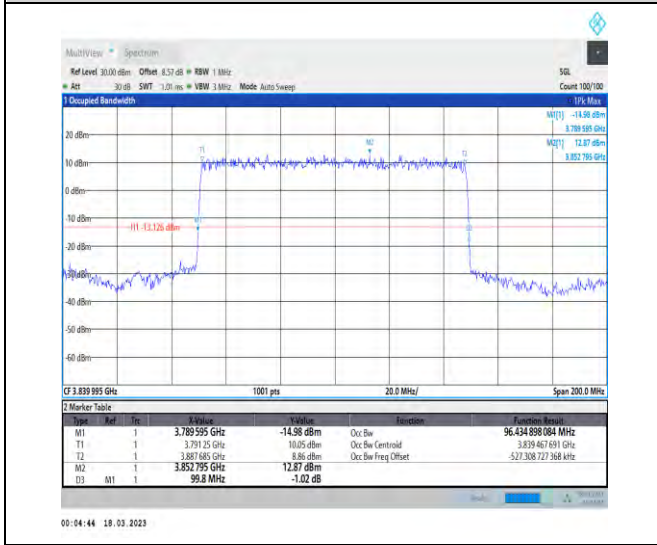 MultiView Spectrum
Ref Level 30.00 dBm Offset 8.57 dB RBW 1 MHz SGL
Att 30 dB SWT 1.01 ms VBW 3 MHz Mode Auto Sweep Count 100/100
1 Occupied Bandwidth 1Pk Max
M1[1] -14.98 dBm
3.789 595 GHz
M2[1] 12.87 dBm
3.852 795 GHz
20 dBm
T1 M2 T2
10 dBm
0 dBm
-10 dBm
H1 -13.126 dBm
-20 dBm
-30 dBm
-40 dBm
-50 dBm
-60 dBm
CF 3.839 995 GHz 1001 pts 20.0 MHz/ Span 200.0 MHz
2 Marker Table
Type Ref Trc X-Value Y-Value Function Function Result
M1 1 3.789 595 GHz -14.98 dBm Occ Bw 96.434 898 084 MHz
T1 1 3.791 25 GHz 10.05 dBm Occ Bw Centroid 3.839 467 691 GHz
T2 1 3.887 685 GHz 8.86 dBm Occ Bw Freq Offset -527.308 727 368 kHz
M2 1 3.852 795 GHz 12.87 dBm
D3 M1 1 99.8 MHz -1.02 dB
00:04:44 18.03.2023